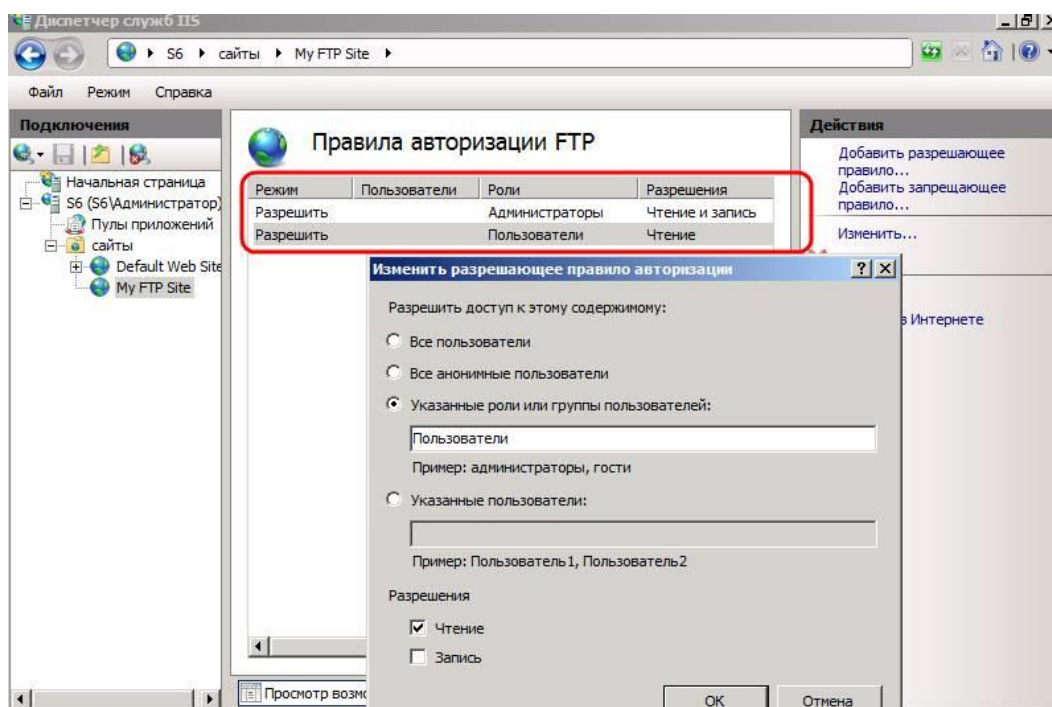 Диспетчер служб IIS
S6 сайты My FTP Site
Файл Режим Справка
Подключения
Начальная страница
S6 (S6\Администратор)
Пулы приложений
сайты
Default Web Site
My FTP Site
Правила авторизации FTP
Режим Пользователи Роли Разрешения
Разрешить Администраторы Чтение и запись
Разрешить Пользователи Чтение
Изменить разрешающее правило авторизации
Разрешить доступ к этому содержимому:
Все пользователи
Все анонимные пользователи
Указанные роли или группы пользователей:
Пользователи
Пример: администраторы, гости
Указанные пользователи:
Пример: Пользователь1, Пользователь2
Разрешения
Чтение
Запись
OK Отмена
Просмотр возмо
Действия
Добавить разрешающее
правило...
Добавить запрещающее
правило...
Изменить...
в Интернете